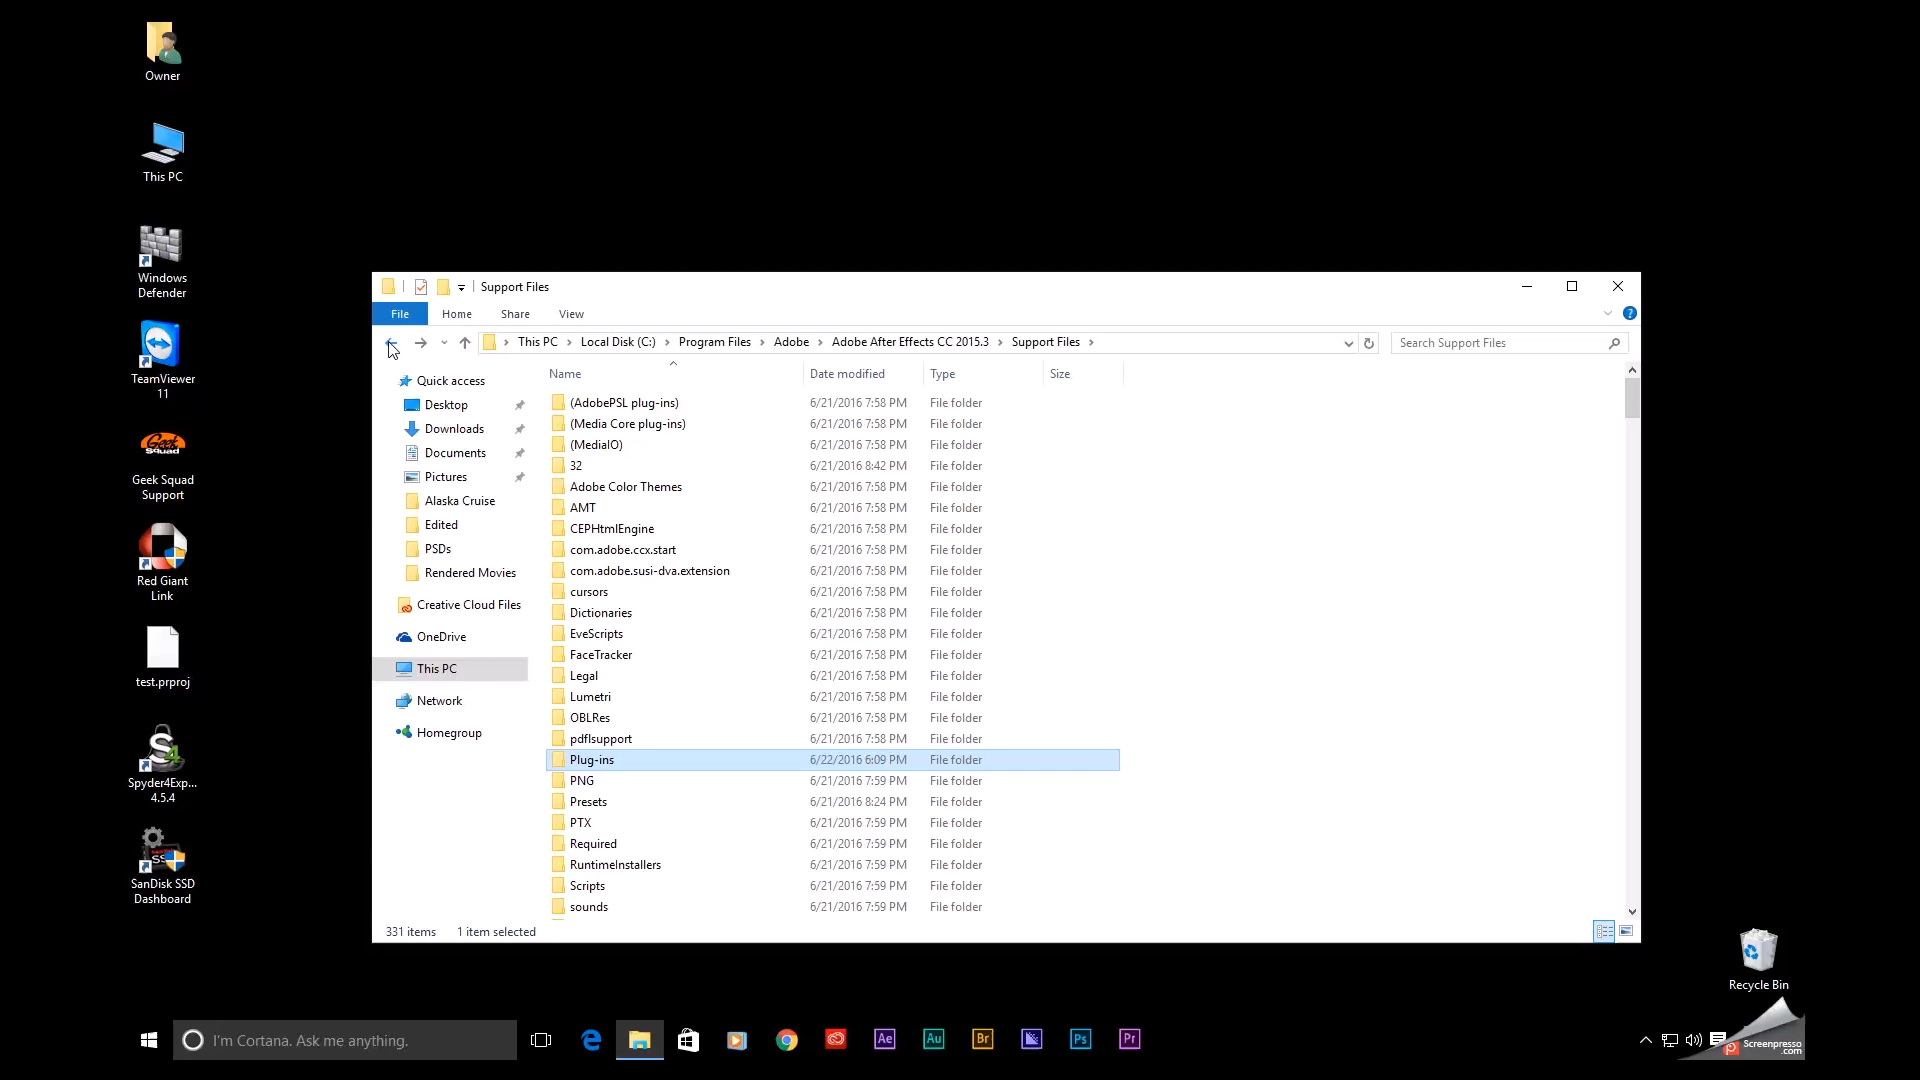 Owner
This PC
Windows
Defender
TeamViewer
11
Geek Squad
Geek Squad
Support
Red Giant
Link
test.prproj
S4
Spyder4Exp...
4.5.4
SanDisk SSD
Dashboard
Support Files
File Home Share View
?
This PC Local Disk (C:) Program Files Adobe Adobe After Effects CC 2015.3 Support Files
Search Support Files
Quick access
Desktop
Downloads
Documents
Pictures
Alaska Cruise
Edited
PSDs
Rendered Movies
Creative Cloud Files
OneDrive
This PC
Network
Homegroup
Name Date modified Type Size
(AdobePSL plug-ins) 6/21/2016 7:58 PM File folder
(Media Core plug-ins) 6/21/2016 7:58 PM File folder
(MediaIO) 6/21/2016 7:58 PM File folder
32 6/21/2016 8:42 PM File folder
Adobe Color Themes 6/21/2016 7:58 PM File folder
AMT 6/21/2016 7:58 PM File folder
CEPHtmlEngine 6/21/2016 7:58 PM File folder
com.adobe.ccx.start 6/21/2016 7:58 PM File folder
com.adobe.susi-dva.extension 6/21/2016 7:58 PM File folder
cursors 6/21/2016 7:58 PM File folder
Dictionaries 6/21/2016 7:58 PM File folder
EveScripts 6/21/2016 7:58 PM File folder
FaceTracker 6/21/2016 7:58 PM File folder
Legal 6/21/2016 7:58 PM File folder
Lumetri 6/21/2016 7:58 PM File folder
OBLRes 6/21/2016 7:58 PM File folder
pdflsupport 6/21/2016 7:58 PM File folder
Plug-ins 6/22/2016 6:09 PM File folder
PNG 6/21/2016 7:59 PM File folder
Presets 6/21/2016 8:24 PM File folder
PTX 6/21/2016 7:59 PM File folder
Required 6/21/2016 7:59 PM File folder
RuntimeInstallers 6/21/2016 7:59 PM File folder
Scripts 6/21/2016 7:59 PM File folder
sounds 6/21/2016 7:59 PM File folder
331 items 1 item selected
Recycle Bin
I'm Cortana. Ask me anything.
Ae Au Br Ps Pr
Screenpresso
.com